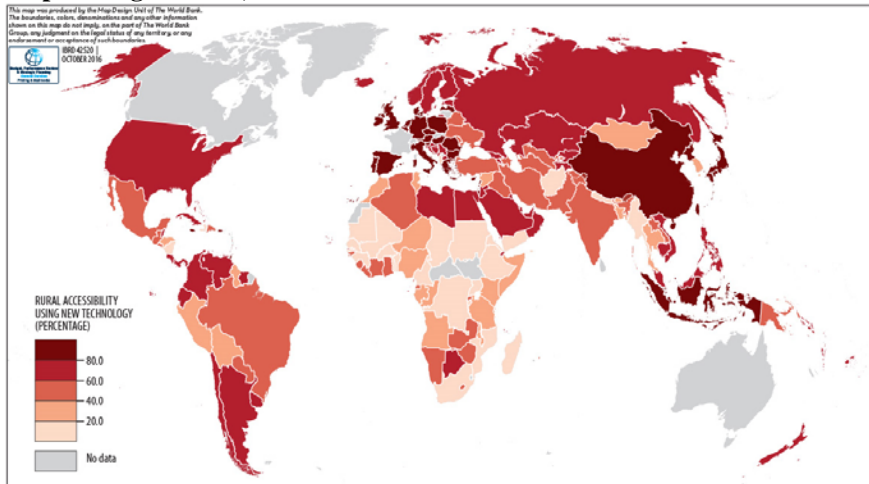 This map was produced by the Map Design Unit of The World Bank.
The boundaries, colors, denominations and any other information
shown on this map do not imply, on the part of The World Bank
Group, any judgment on the legal status of any territory, or any
endorsement or acceptance of such boundaries.
IBRD 42520 |
OCTOBER 2016
RURAL ACCESSIBILITY
USING NEW TECHNOLOGY
(PERCENTAGE)
80.0
60.0
40.0
20.0
No data